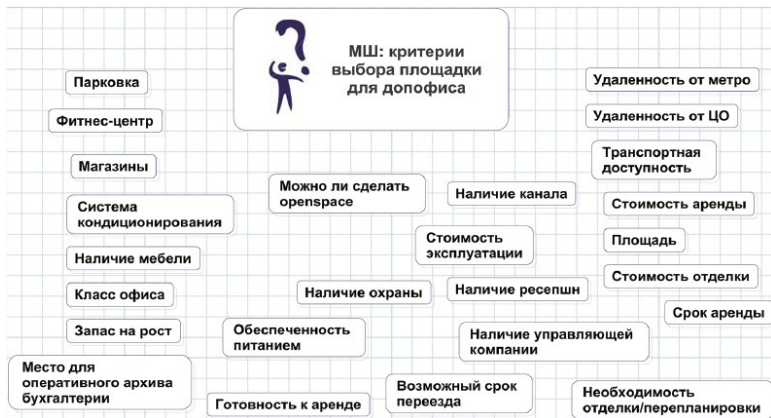 МШ: критерии
выбора площадки
для допофиса
Парковка
Фитнес-центр
Магазины
Система
кондиционирования
Наличие мебели
Класс офиса
Запас на рост
Место для
оперативного архива
бухгалтерии
Можно ли сделать
openspace
Наличие канала
Стоимость
эксплуатации
Наличие охраны
Наличие ресепшн
Обеспеченность
питанием
Наличие управляющей
компании
Готовность к аренде
Возможный срок
переезда
Удаленность от метро
Удаленность от ЦО
Транспортная
доступность
Стоимость аренды
Площадь
Стоимость отделки
Срок аренды
Необходимость
отделки/перепланировки